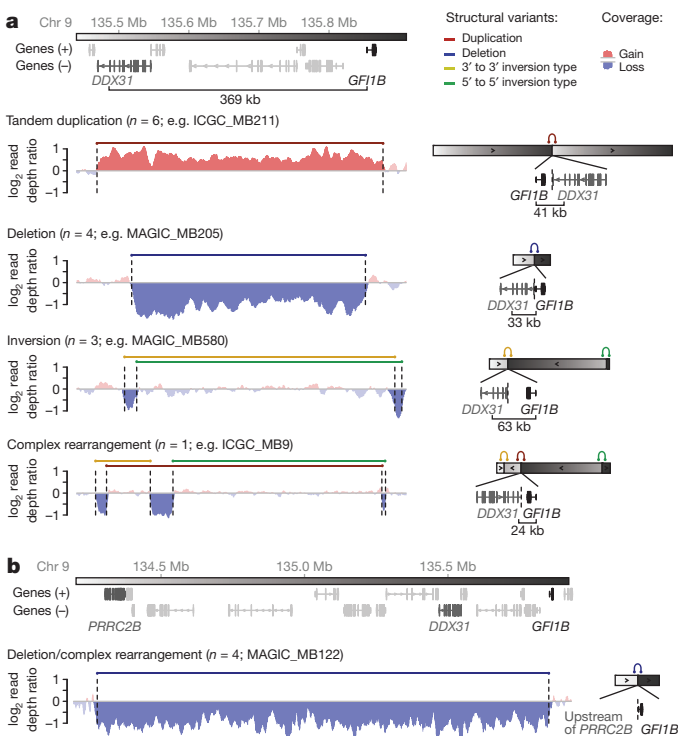 a
Chr 9 135.5 Mb 135.6 Mb 135.7 Mb 135.8 Mb
Genes (+)
Genes (−)
DDX31 GFI1B
369 kb
Structural variants:
Duplication
Deletion
3′ to 3′ inversion type
5′ to 5′ inversion type
Coverage:
Gain
Loss
Tandem duplication (n = 6; e.g. ICGC_MB211)
log2 read
depth ratio
1
0
−1
GFI1B DDX31
41 kb
Deletion (n = 4; e.g. MAGIC_MB205)
log2 read
depth ratio
1
0
−1
DDX31 GFI1B
33 kb
Inversion (n = 3; e.g. MAGIC_MB580)
log2 read
depth ratio
1
0
−1
DDX31 GFI1B
63 kb
Complex rearrangement (n = 1; e.g. ICGC_MB9)
log2 read
depth ratio
1
0
−1
DDX31 GFI1B
24 kb
b
Chr 9 134.5 Mb 135.0 Mb 135.5 Mb
Genes (+)
Genes (−)
PRRC2B DDX31 GFI1B
Deletion/complex rearrangement (n = 4; MAGIC_MB122)
log2 read
depth ratio
1
0
−1
Upstream
of PRRC2B GFI1B